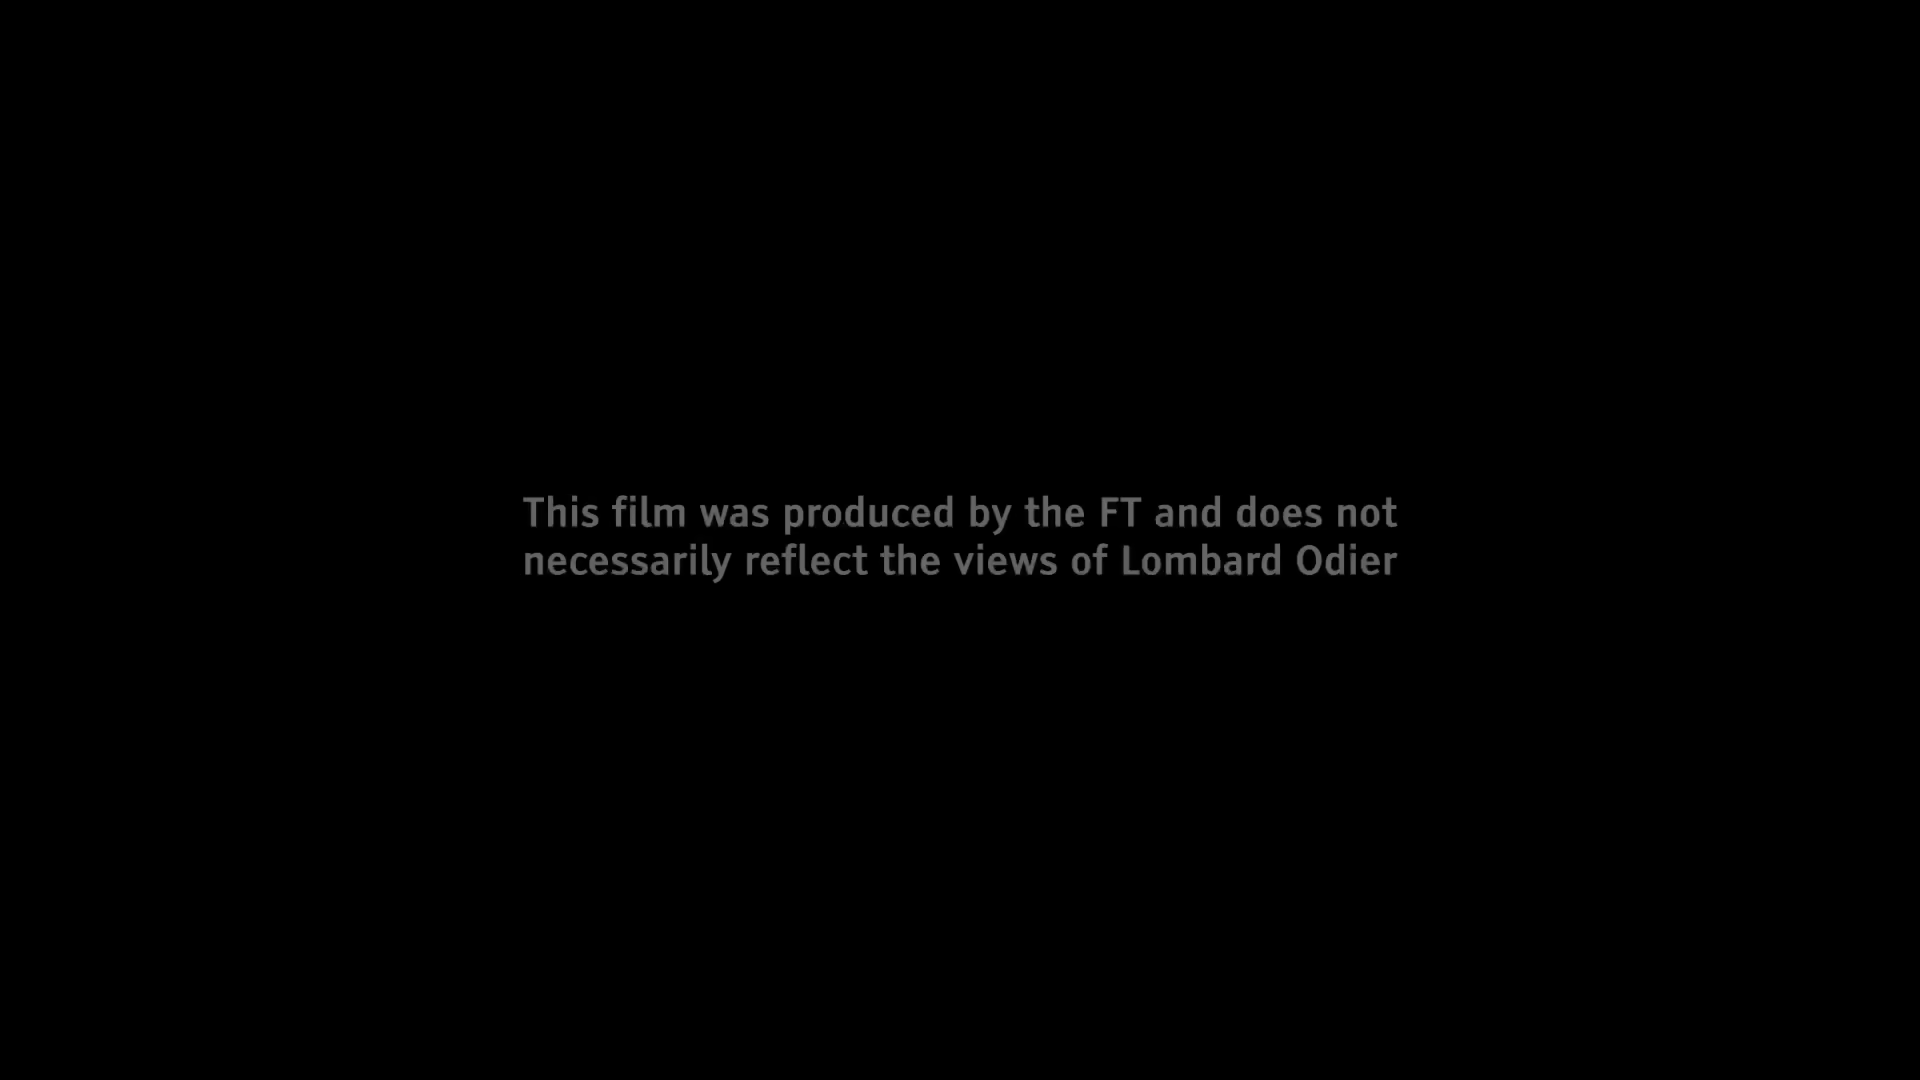 This film was produced by the FT and does not
necessarily reflect the views of Lombard Odier